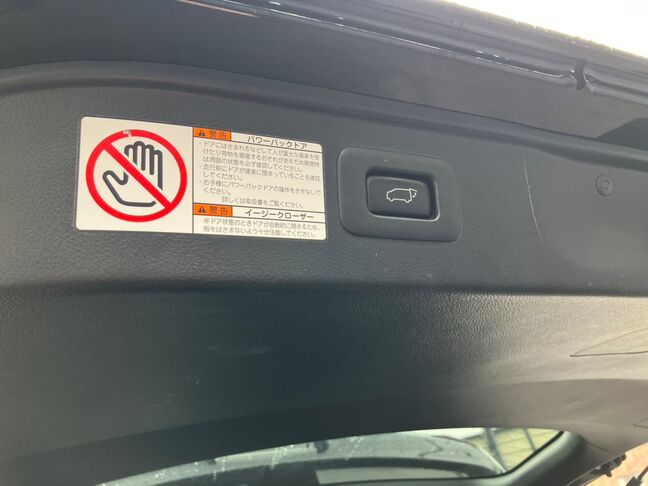 警告 パワーバックドア
・ドアにはさまれるなどして人が重大な傷害を受
けたり荷物を損傷するおそれがあるため開閉時
は周囲の状態を必ず確認してください。
・走行前にドアが確実に閉まっていることを確認
してください。
・お子様にパワーバックドアの操作をさせないで
ください。
詳しくは取扱書をご覧ください。
警告 イージークローザー
半ドア状態のときドアが自動的に閉まるため、
指をはさまないよう十分注意してください。